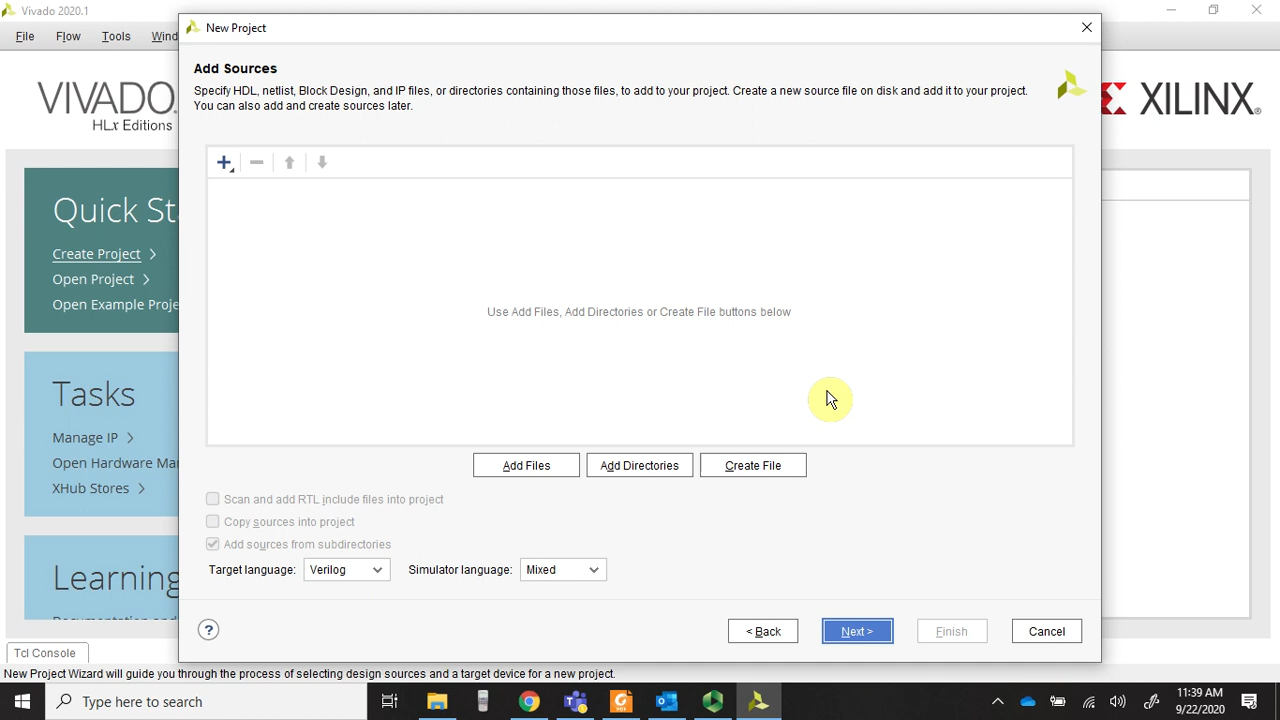 Vivado 2020.1
File Flow Tools
New Project
Add Sources
Specify HDL, netlist, Block Design, and IP files, or directories containing those files, to add to your project. Create a new source file on disk and add it to your project.
You can also add and create sources later.
VIVADO
HLx Editions
XILINX
Quick
Create Project
Open Project
Open Example
Use Add Files, Add Directories or Create File buttons below
Tasks
Manage IP
Open Hardware
XHub Stores
Add Files Add Directories Create File
Scan and add RTL include files into project
Copy sources into project
Add sources from subdirectories
Target language: Verilog Simulator language: Mixed
Learning
? < Back Next > Finish Cancel
Tcl Console
New Project Wizard will guide you through the process of selecting design sources and a target device for a new project.
Type here to search
11:39 AM
9/22/2020